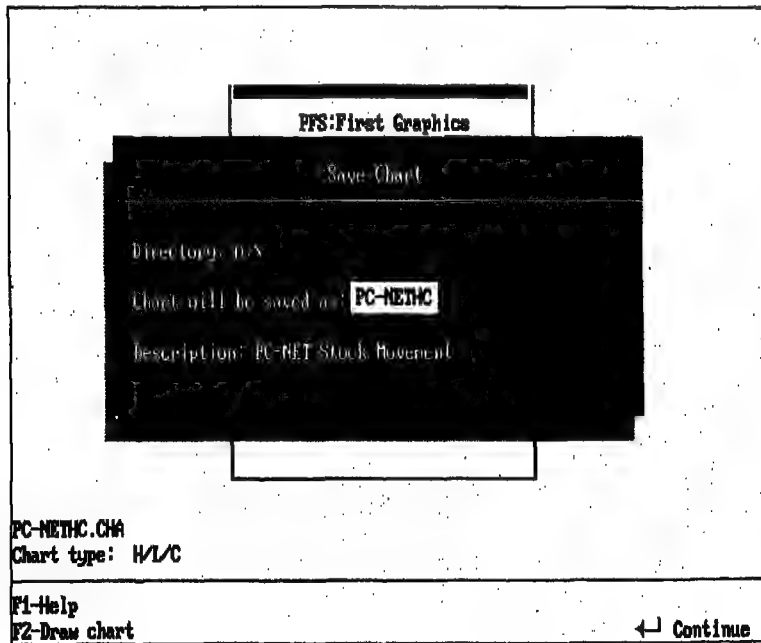 PFS:First Graphics
Save Chart
Directory:
Chart will be saved as: PC-NETHC
Description: PC-NET Stock Movement
PC-NETHC.CHA
Chart type: H/L/C
F1-Help
F2-Draw chart
↵ Continue